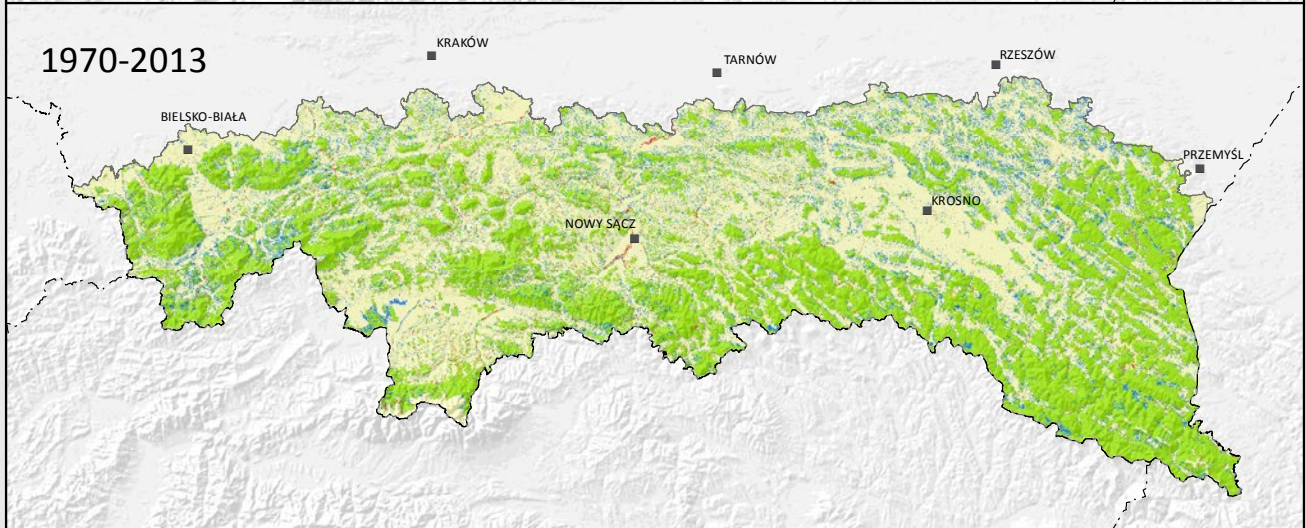 1970-2013
KRAKÓW
TARNÓW
RZESZÓW
BIELSKO-BIAŁA
PRZEMYŚL
KROSNO
NOWY SĄCZ